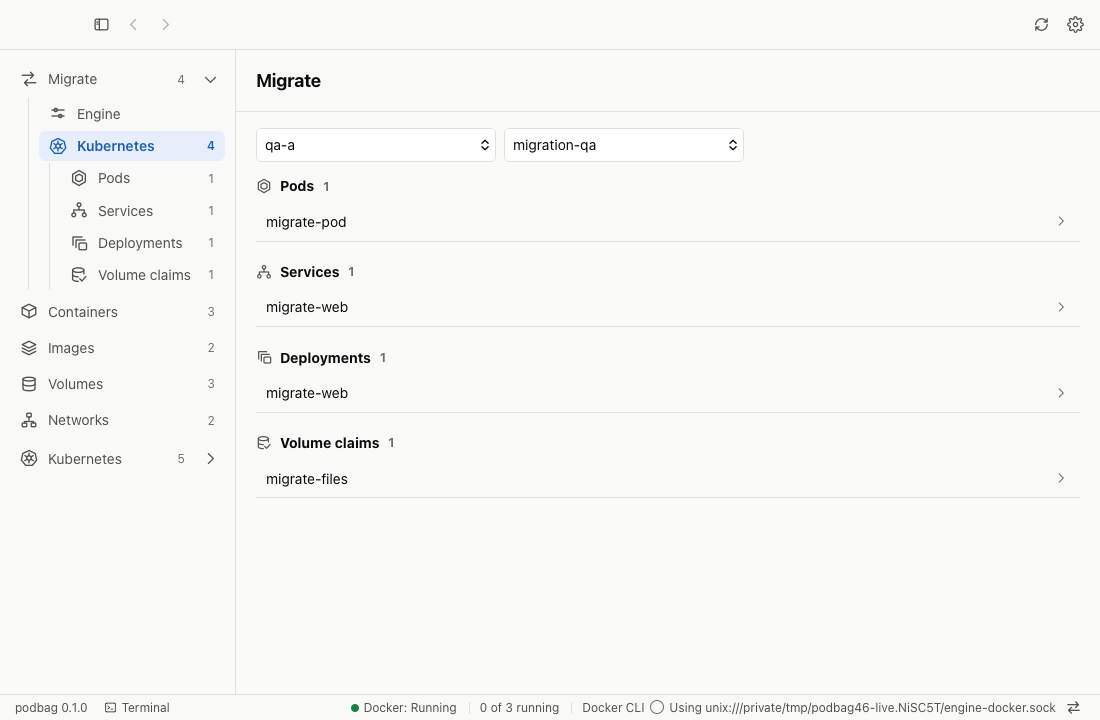 Migrate 4
Engine
Kubernetes 4
Pods 1
Services 1
Deployments 1
Volume claims 1
Containers 3
Images 2
Volumes 3
Networks 2
Kubernetes 5
Migrate
qa-a migration-qa
Pods 1
migrate-pod
Services 1
migrate-web
Deployments 1
migrate-web
Volume claims 1
migrate-files
podbag 0.1.0 Terminal Docker: Running 0 of 3 running Docker CLI Using unix:///private/tmp/podbag46-live.NiSC5T/engine-docker.sock